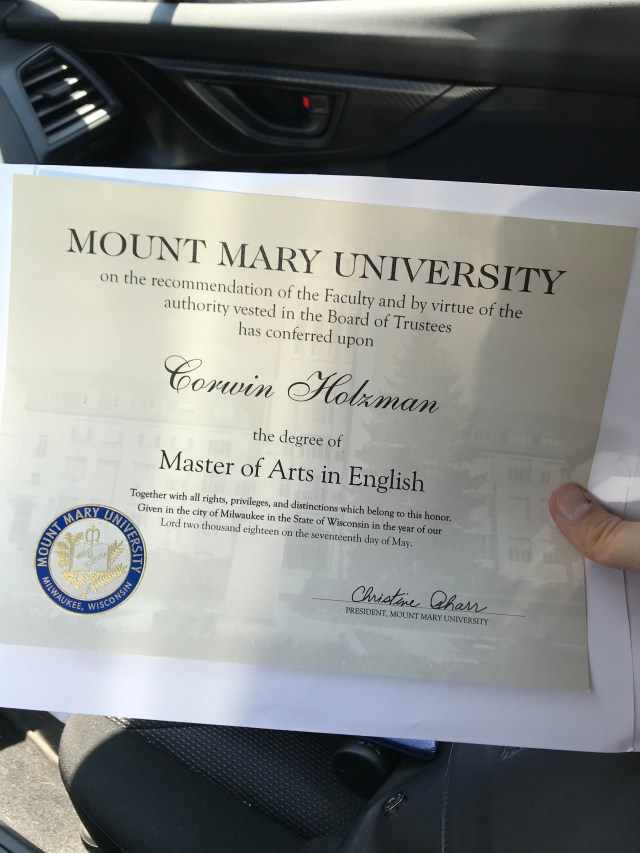 MOUNT MARY UNIVERSITY
on the recommendation of the Faculty and by virtue of the
authority vested in the Board of Trustees
has conferred upon
Corwin Holzman
the degree of
Master of Arts in English
Together with all rights, privileges, and distinctions which belong to this honor.
Given in the city of Milwaukee in the State of Wisconsin in the year of our
Lord two thousand eighteen on the seventeenth day of May.
MOUNT MARY UNIVERSITY
MILWAUKEE, WISCONSIN
Christine Pharr
PRESIDENT, MOUNT MARY UNIVERSITY